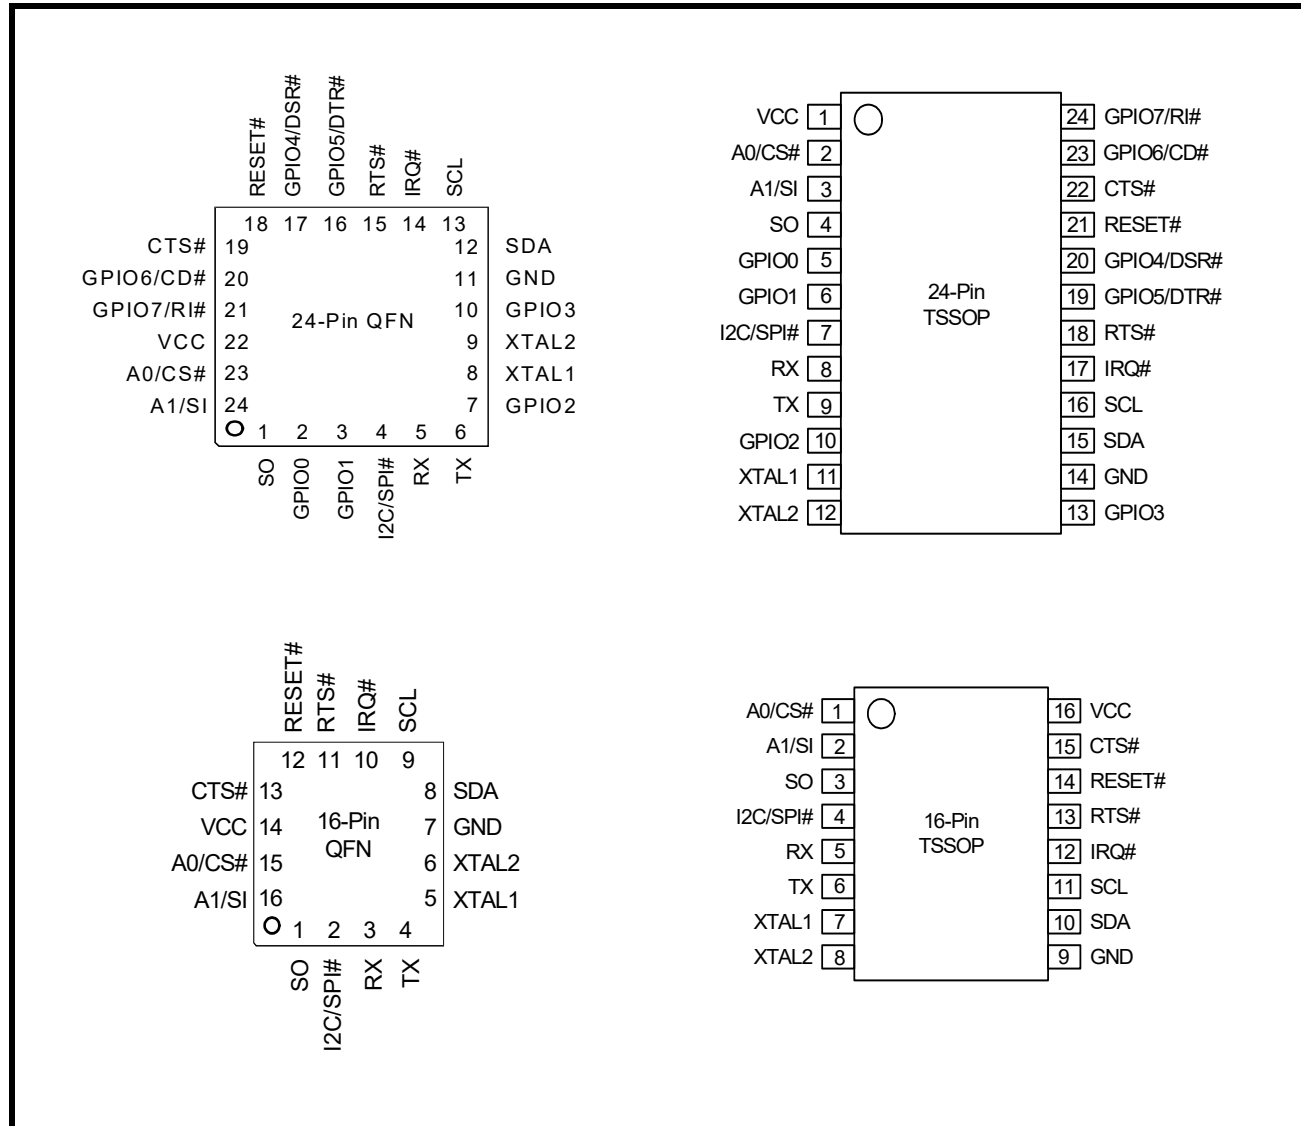 RESET#
GPIO4/DSR#
GPIO5/DTR#
RTS#
IRQ#
SCL
18 17 16 15 14 13
CTS# 19 12 SDA
GPIO6/CD# 20 11 GND
GPIO7/RI# 21 10 GPIO3
24-Pin QFN
VCC 22 9 XTAL2
A0/CS# 23 8 XTAL1
A1/SI 24 7 GPIO2
1 2 3 4 5 6
SO
GPIO0
GPIO1
I2C/SPI#
RX
TX
VCC 1 24 GPIO7/RI#
A0/CS# 2 23 GPIO6/CD#
A1/SI 3 22 CTS#
SO 4 21 RESET#
GPIO0 5 20 GPIO4/DSR#
GPIO1 6 19 GPIO5/DTR#
24-Pin
TSSOP
I2C/SPI# 7 18 RTS#
RX 8 17 IRQ#
TX 9 16 SCL
GPIO2 10 15 SDA
XTAL1 11 14 GND
XTAL2 12 13 GPIO3
RESET#
RTS#
IRQ#
SCL
12 11 10 9
CTS# 13 8 SDA
VCC 14 7 GND
16-Pin
QFN
A0/CS# 15 6 XTAL2
A1/SI 16 5 XTAL1
1 2 3 4
SO
I2C/SPI#
RX
TX
A0/CS# 1 16 VCC
A1/SI 2 15 CTS#
SO 3 14 RESET#
I2C/SPI# 4 13 RTS#
16-Pin
TSSOP
RX 5 12 IRQ#
TX 6 11 SCL
XTAL1 7 10 SDA
XTAL2 8 9 GND